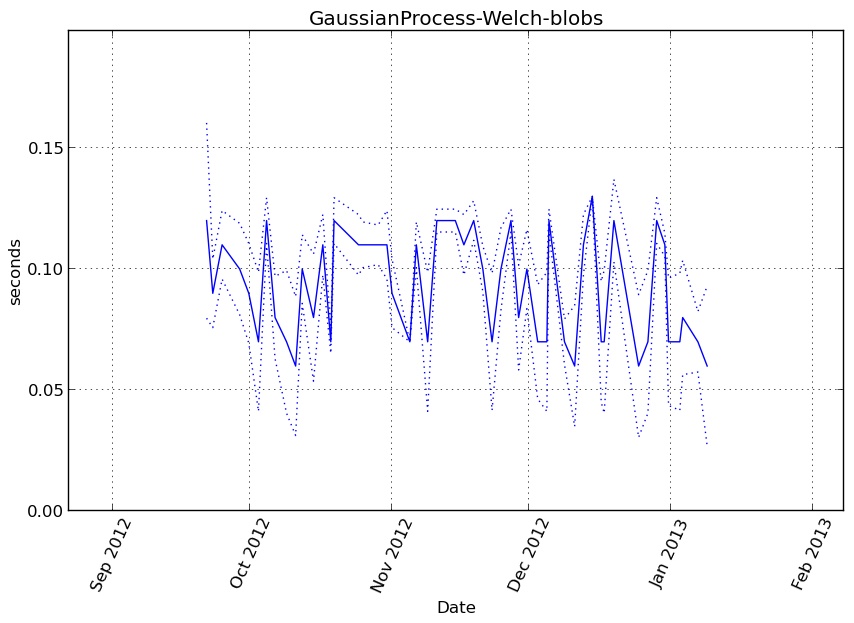 GaussianProcess-Welch-blobs
seconds
0.15
0.10
0.05
0.00
Sep 2012
Oct 2012
Nov 2012
Dec 2012
Jan 2013
Feb 2013
Date